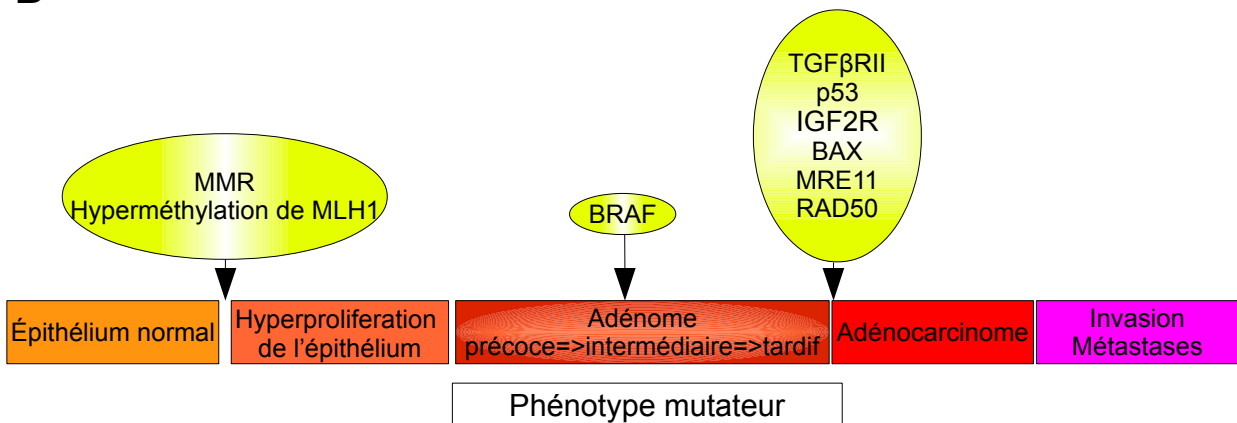 TGFβRII
p53
IGF2R
BAX
MRE11
RAD50
MMR
Hyperméthylation de MLH1
BRAF
Épithélium normal
Hyperproliferation
de l’épithélium
Adénome
précoce=>intermédiaire=>tardif
Adénocarcinome
Invasion
Métastases
Phénotype mutateur